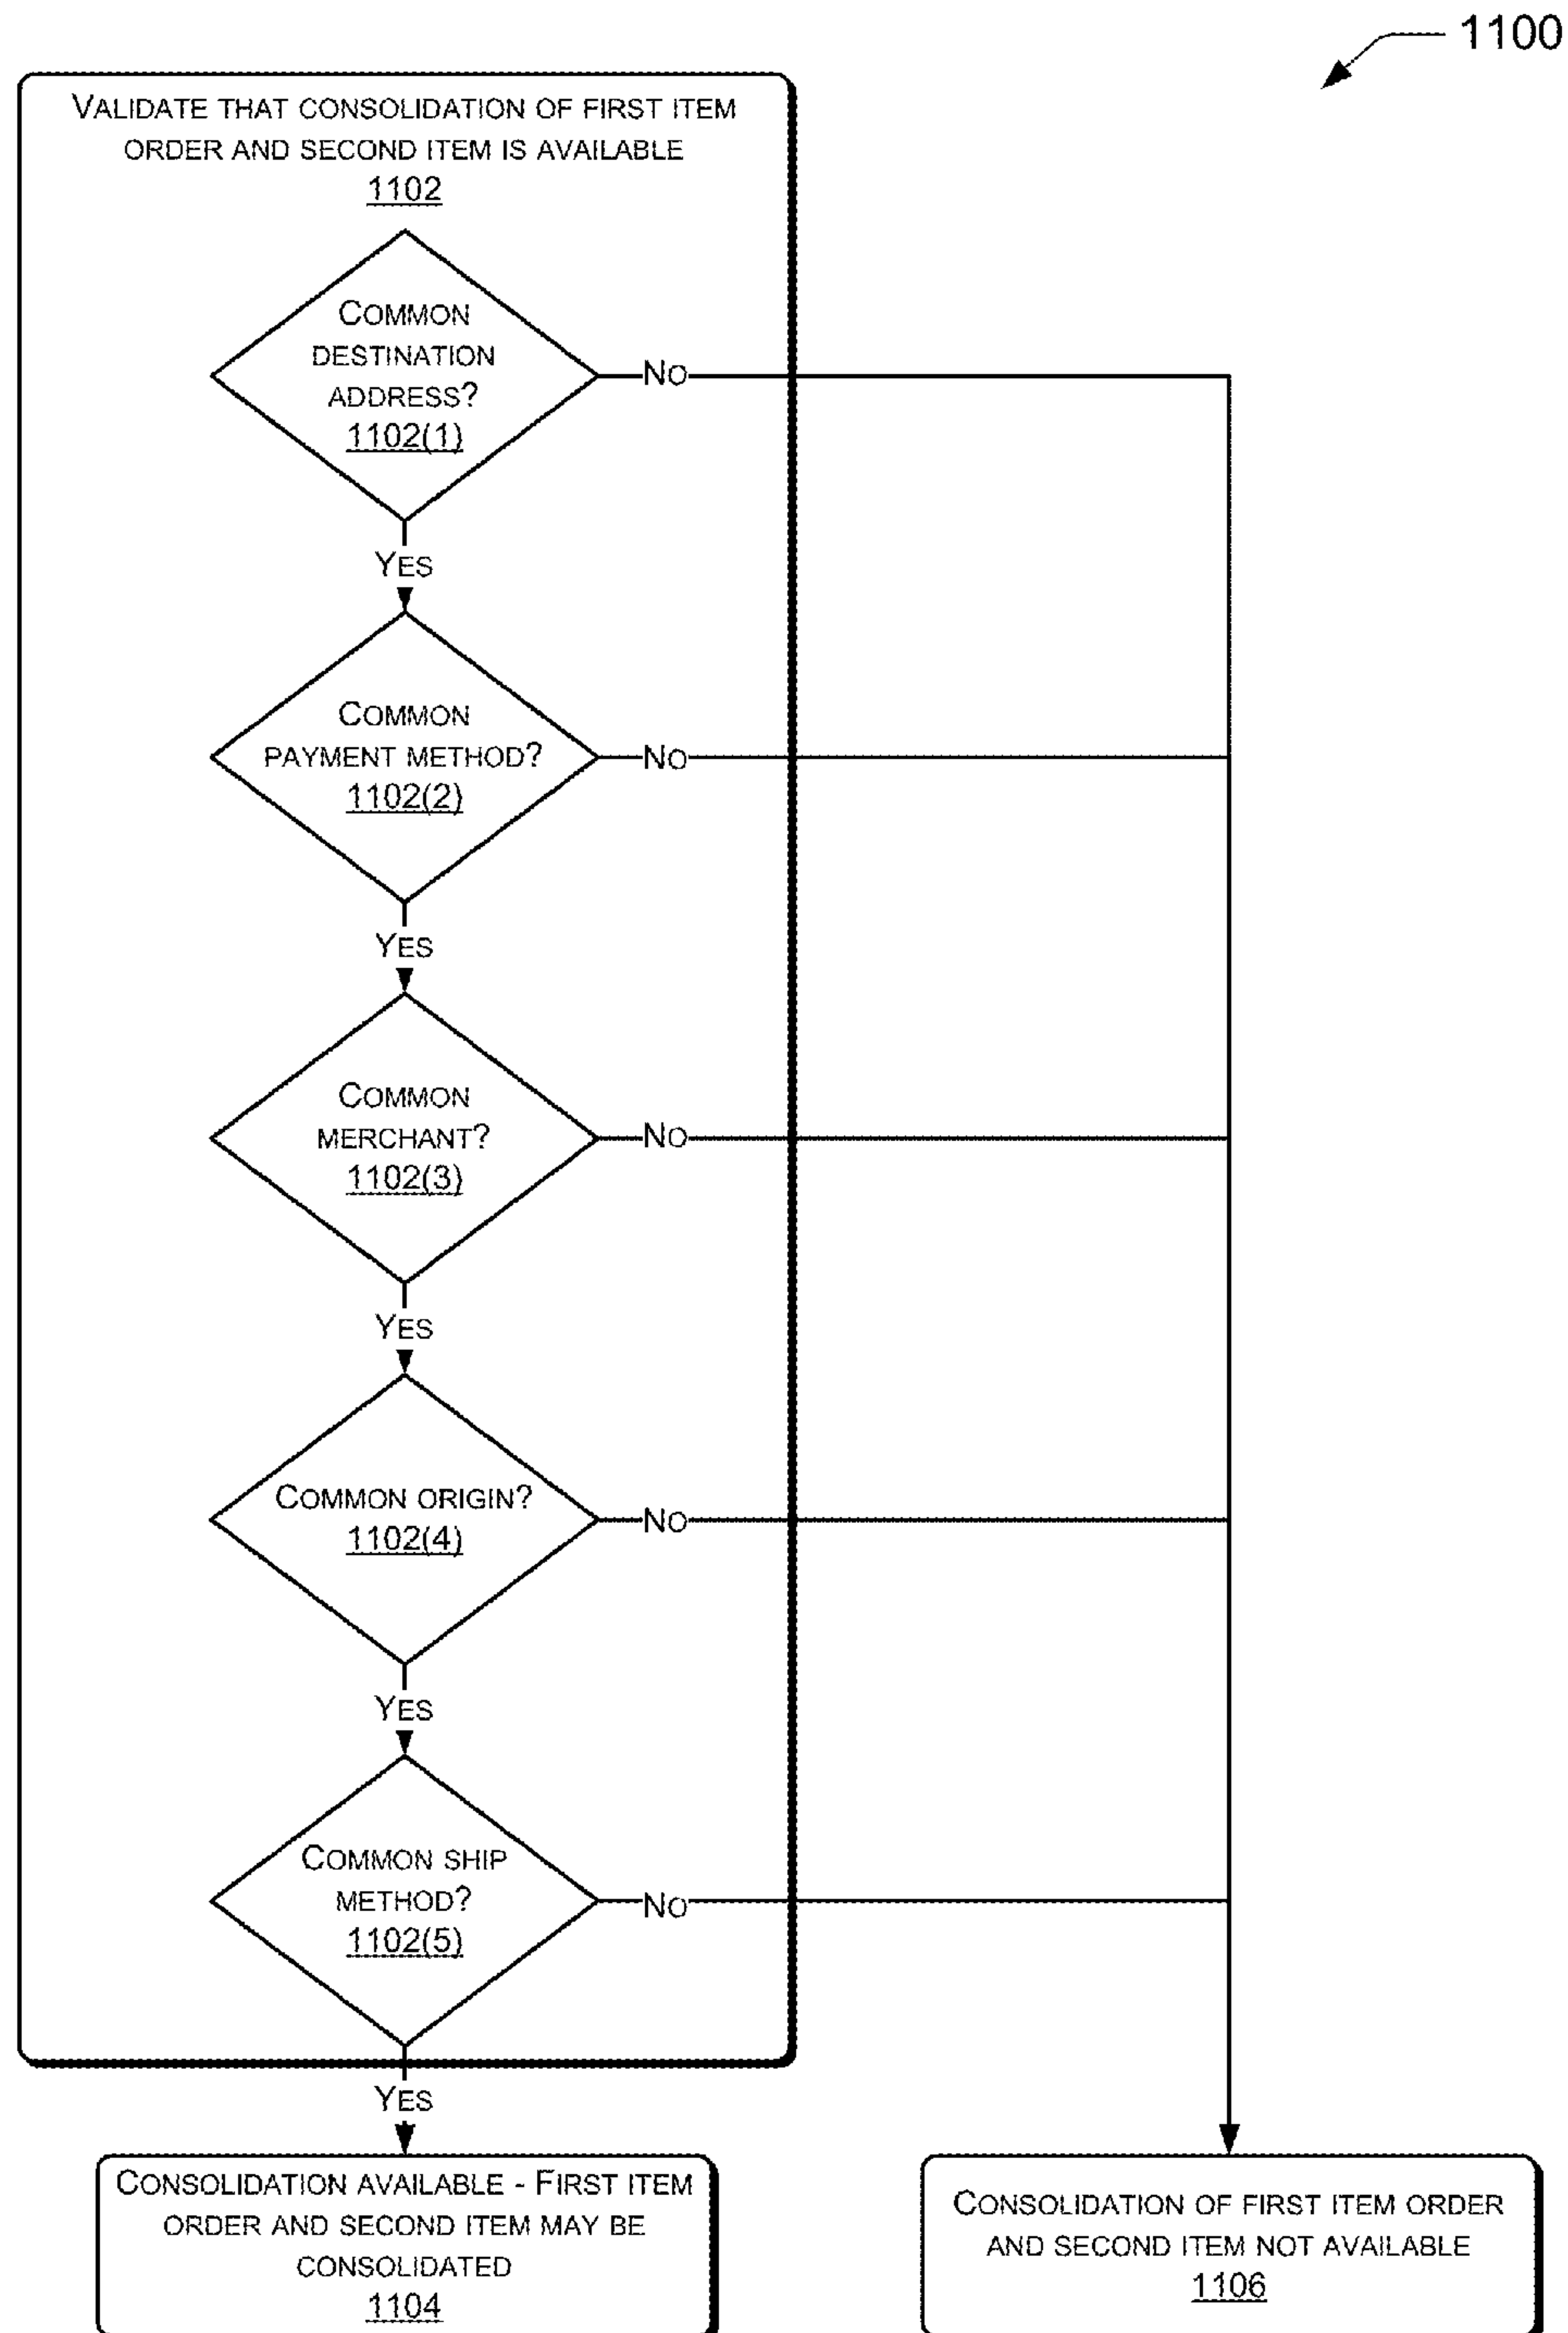 1100
VALIDATE THAT CONSOLIDATION OF FIRST ITEM
ORDER AND SECOND ITEM IS AVAILABLE
1102
COMMON
DESTINATION
ADDRESS?
1102(1)
NO
YES
COMMON
PAYMENT METHOD?
1102(2)
NO
YES
COMMON
MERCHANT?
1102(3)
NO
YES
COMMON ORIGIN?
1102(4)
NO
YES
COMMON SHIP
METHOD?
1102(5)
NO
YES
CONSOLIDATION AVAILABLE - FIRST ITEM
ORDER AND SECOND ITEM MAY BE
CONSOLIDATED
1104
CONSOLIDATION OF FIRST ITEM ORDER
AND SECOND ITEM NOT AVAILABLE
1106